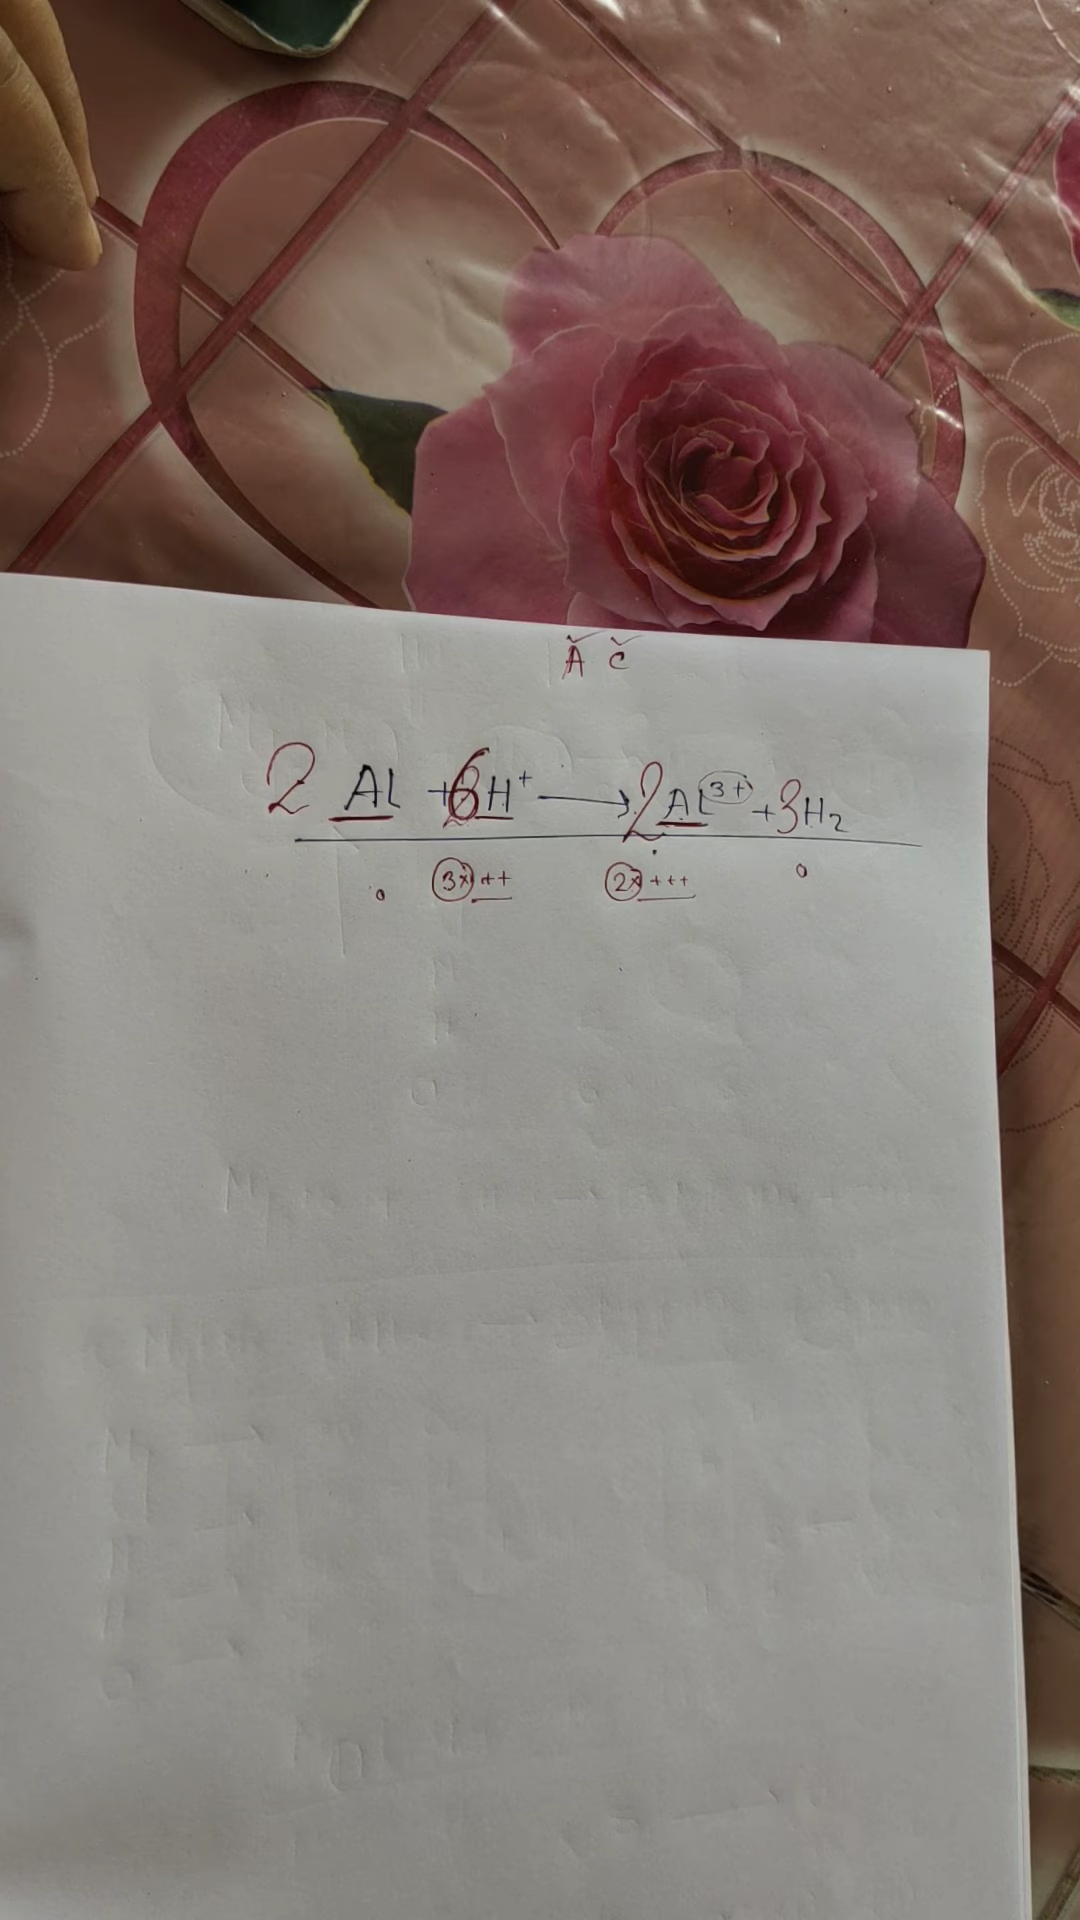 Ǎ č
2 Al + 6H⁺ → 2Al³⁺ + 3H₂
0 3x ++ 2x +++ 0